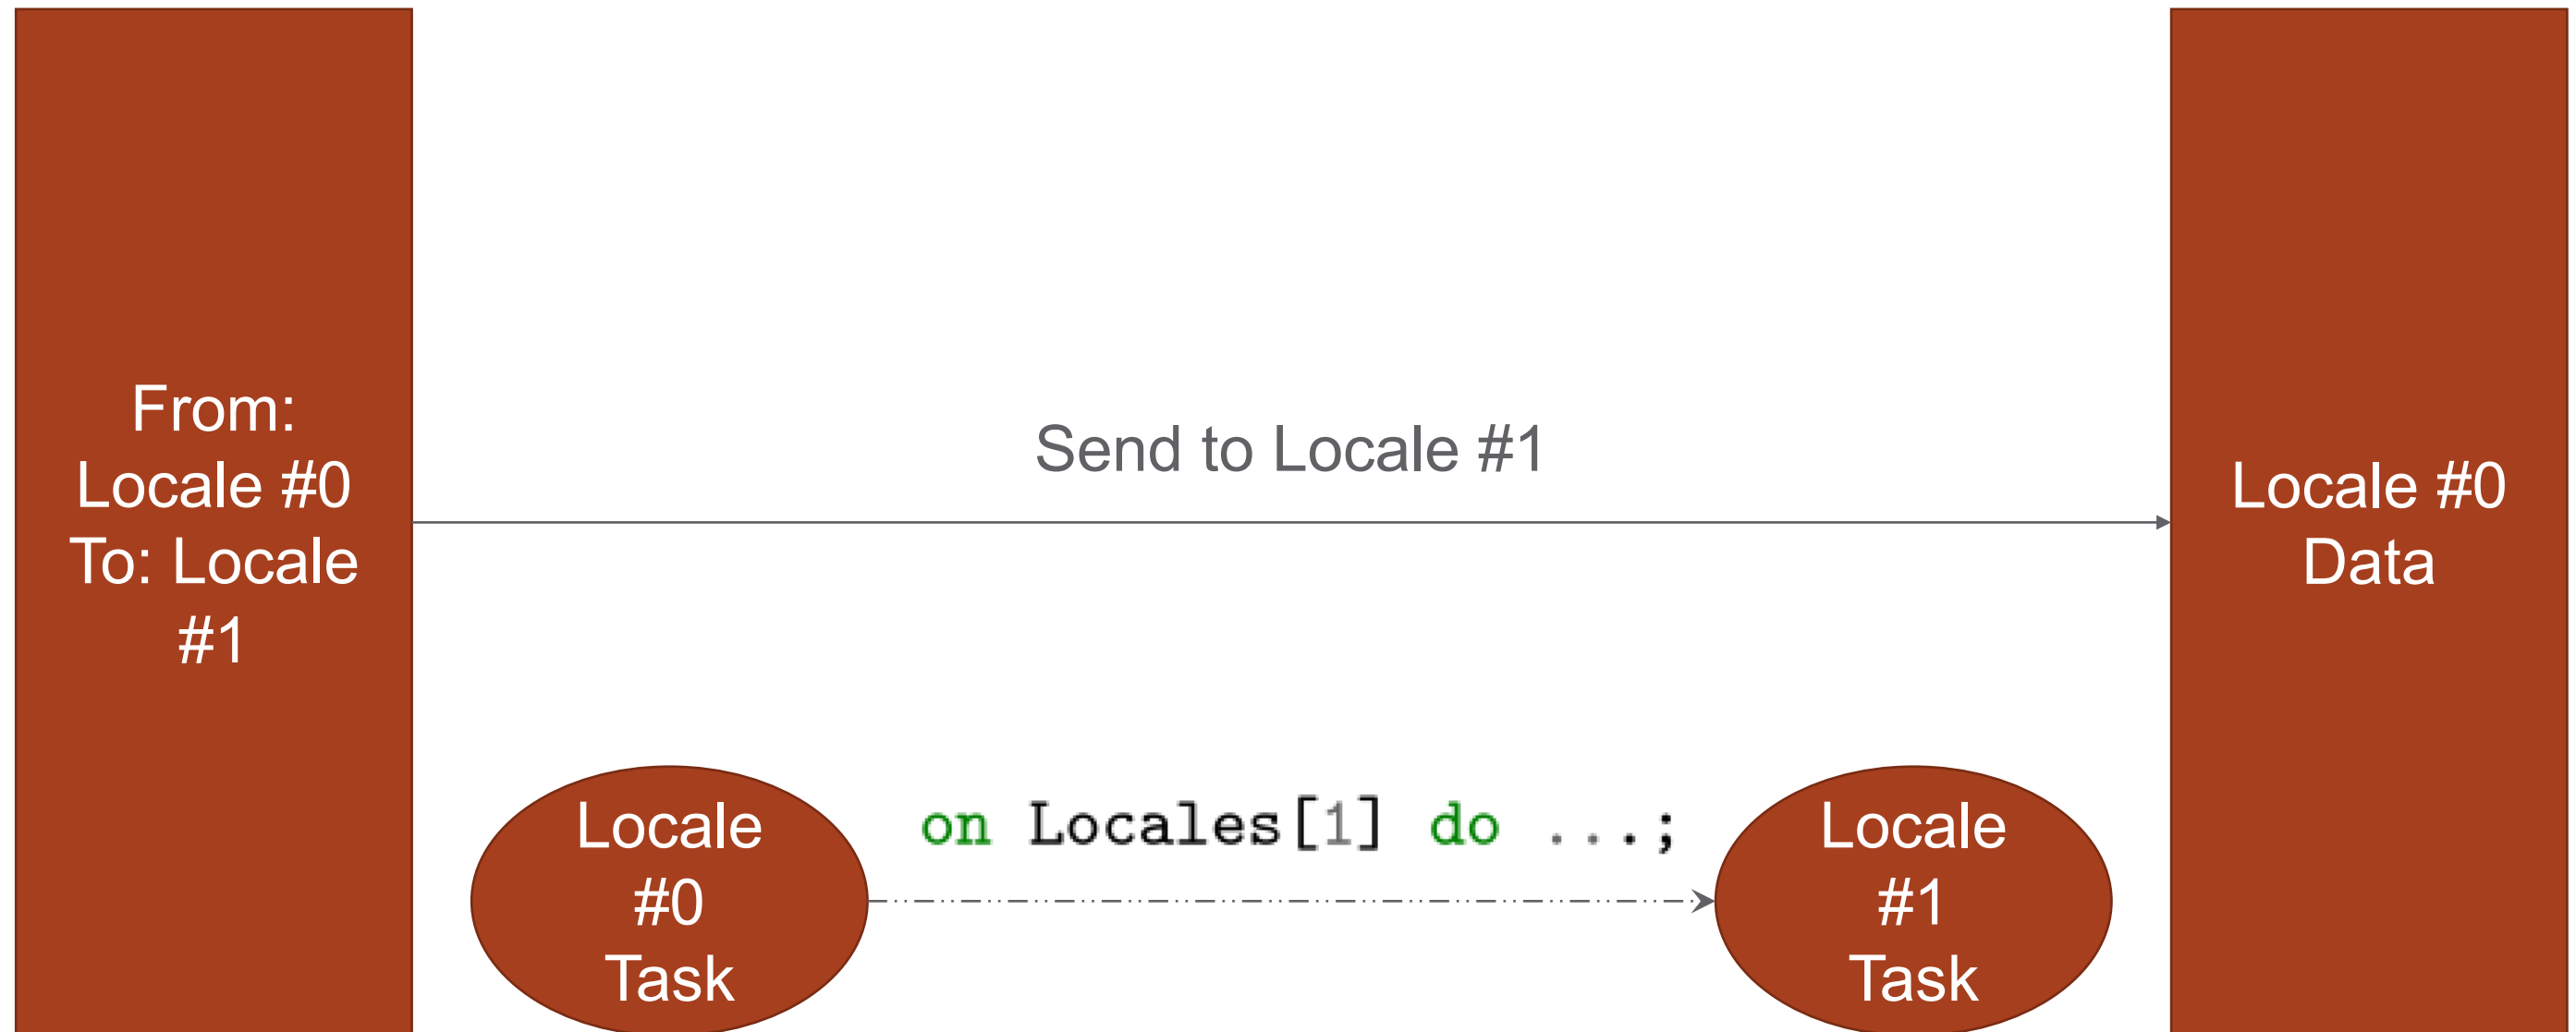 From:
Locale #0
To: Locale
#1
Send to Locale #1
Locale #0
Data
Locale
#0
Task
on Locales[1] do ...;
Locale
#1
Task